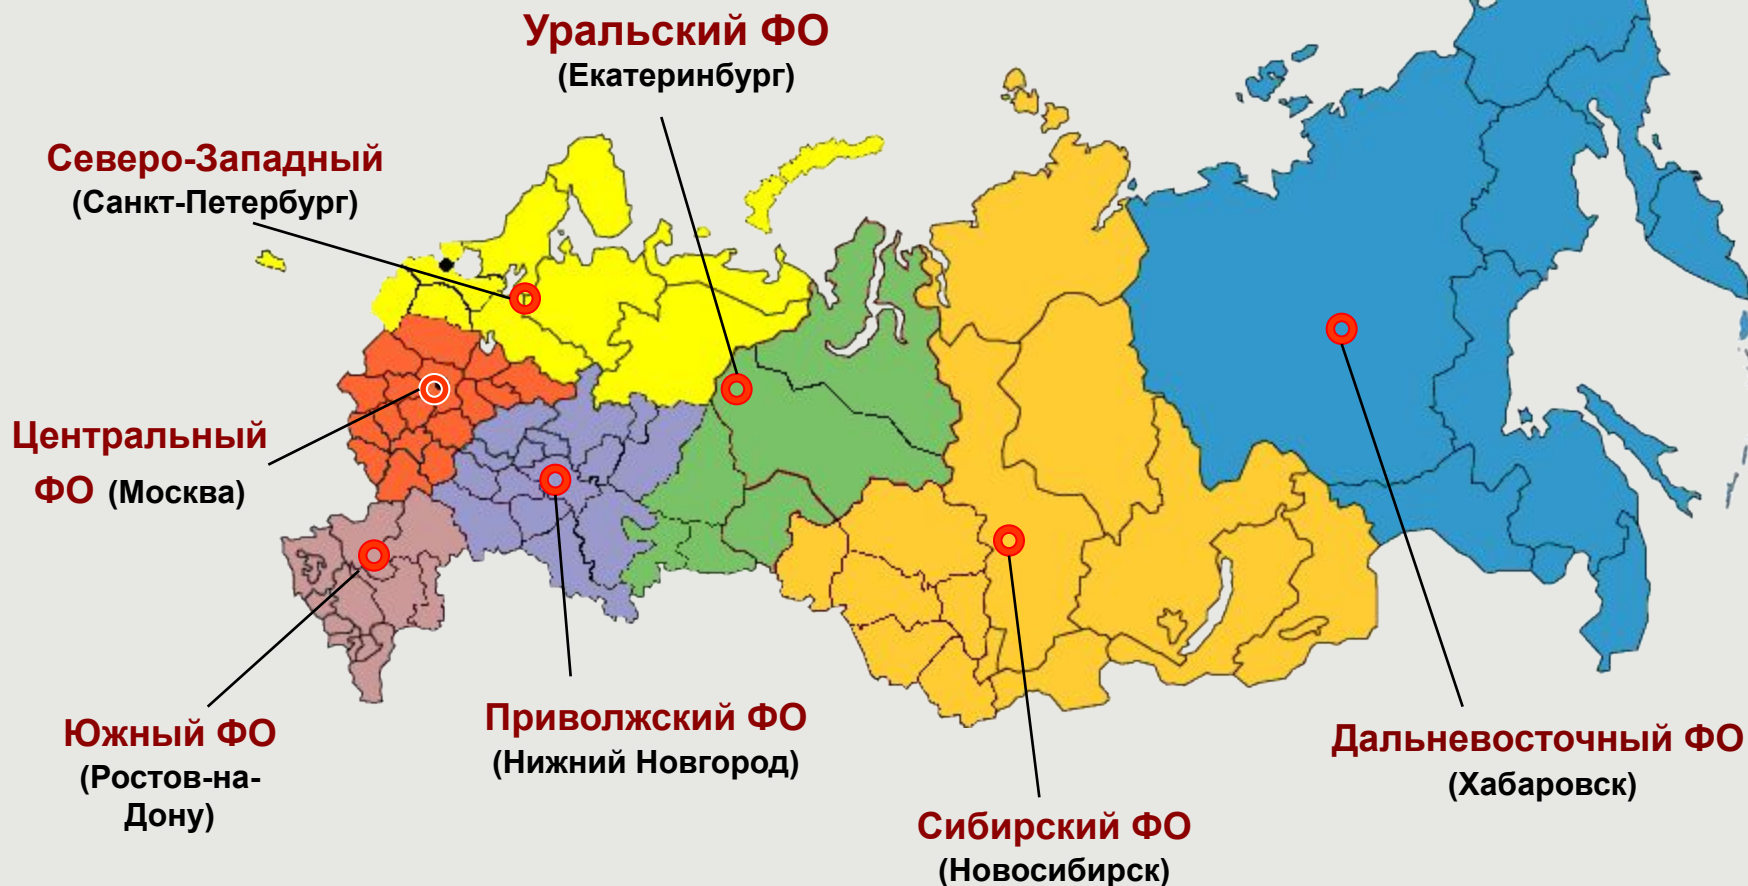 Уральский ФО
(Екатеринбург)
Северо-Западный
(Санкт-Петербург)
Центральный
ФО (Москва)
Южный ФО
(Ростов-на-
Дону)
Приволжский ФО
(Нижний Новгород)
Сибирский ФО
(Новосибирск)
Дальневосточный ФО
(Хабаровск)